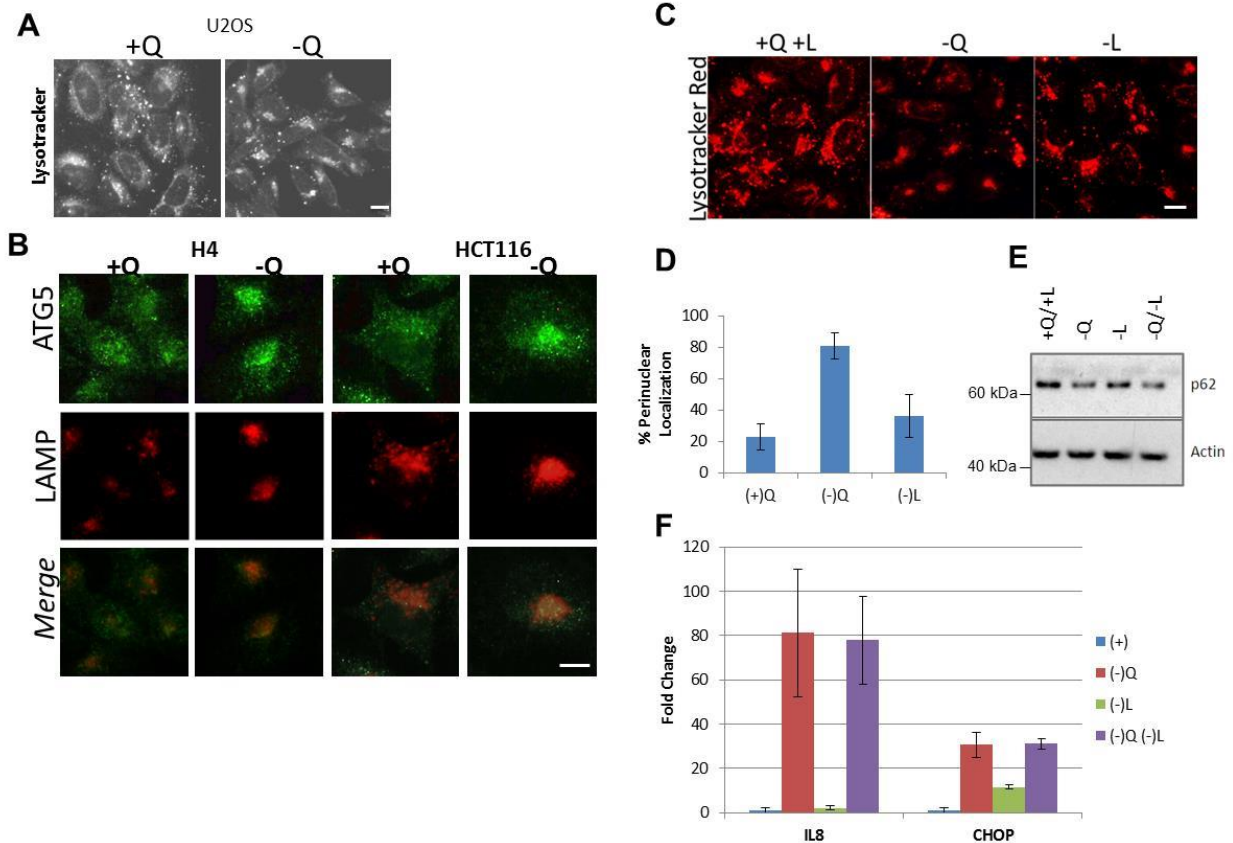 A
U2OS
+Q -Q
Lysotracker
B
H4 HCT116
+Q -Q +Q -Q
ATG5
LAMP
Merge
C
+Q +L -Q -L
Lysotracker Red
D
% Perinuclear
Localization
100
80
60
40
20
0
(+)Q (-)Q (-)L
E
+Q/+L -Q -L -Q/-L
60 kDa p62
40 kDa Actin
F
Fold Change
120
100
80
60
40
20
0
IL8 CHOP
(+)
(-)Q
(-)L
(-)Q (-)L